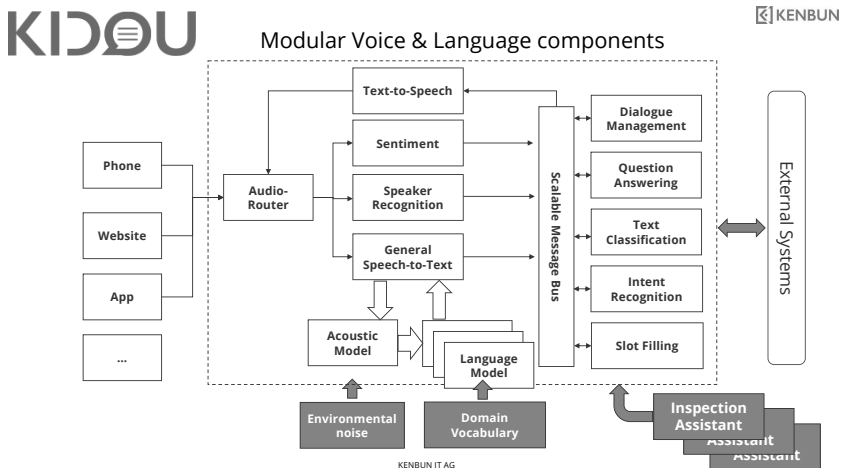 KIDOU
KENBUN
Modular Voice & Language components
Text-to-Speech
Sentiment
Speaker
Recognition
General
Speech-to-Text
Audio-
Router
Phone
Website
App
...
Acoustic
Model
Language
Model
Environmental
noise
Domain
Vocabulary
Scalable Message Bus
Dialogue
Management
Question
Answering
Text
Classification
Intent
Recognition
Slot Filling
External Systems
Inspection
Assistant
Assistant
Assistant
KENBUN IT AG